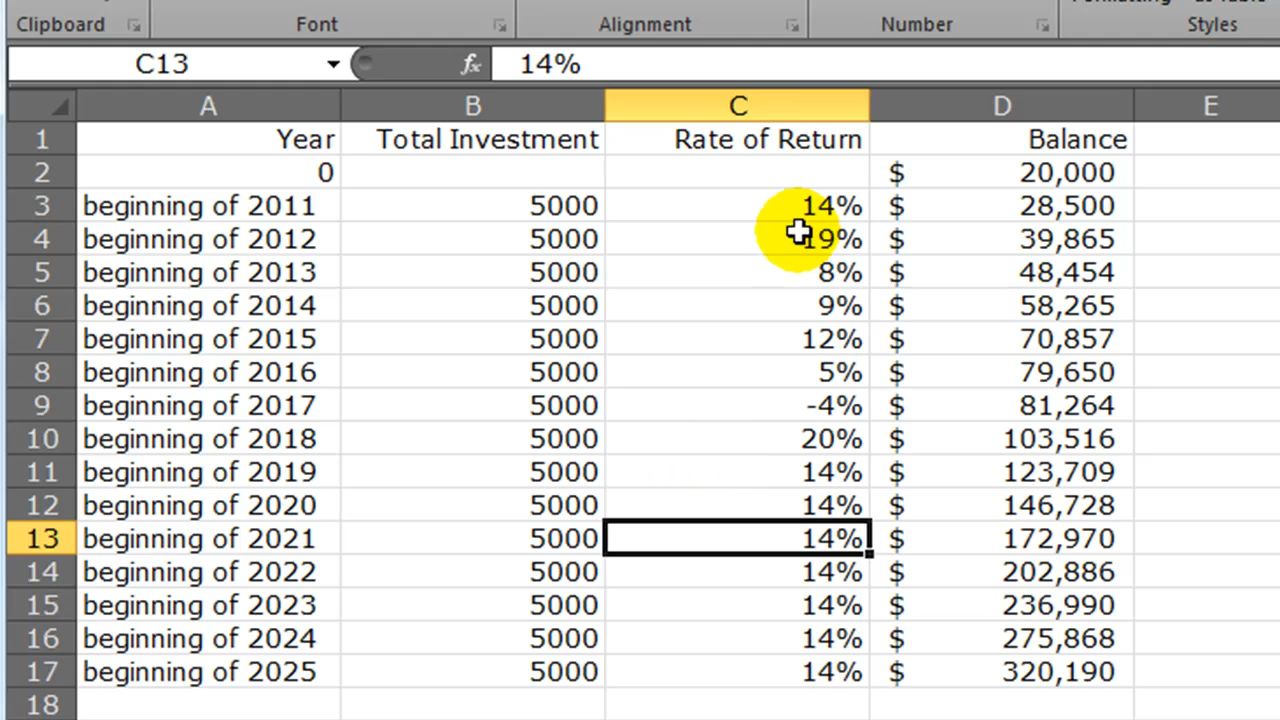 Clipboard Font Alignment Number Styles
C13 fx 14%
A B C D E
1 Year Total Investment Rate of Return Balance
2 0 $ 20,000
3 beginning of 2011 5000 14% $ 28,500
4 beginning of 2012 5000 19% $ 39,865
5 beginning of 2013 5000 8% $ 48,454
6 beginning of 2014 5000 9% $ 58,265
7 beginning of 2015 5000 12% $ 70,857
8 beginning of 2016 5000 5% $ 79,650
9 beginning of 2017 5000 -4% $ 81,264
10 beginning of 2018 5000 20% $ 103,516
11 beginning of 2019 5000 14% $ 123,709
12 beginning of 2020 5000 14% $ 146,728
13 beginning of 2021 5000 14% $ 172,970
14 beginning of 2022 5000 14% $ 202,886
15 beginning of 2023 5000 14% $ 236,990
16 beginning of 2024 5000 14% $ 275,868
17 beginning of 2025 5000 14% $ 320,190
18